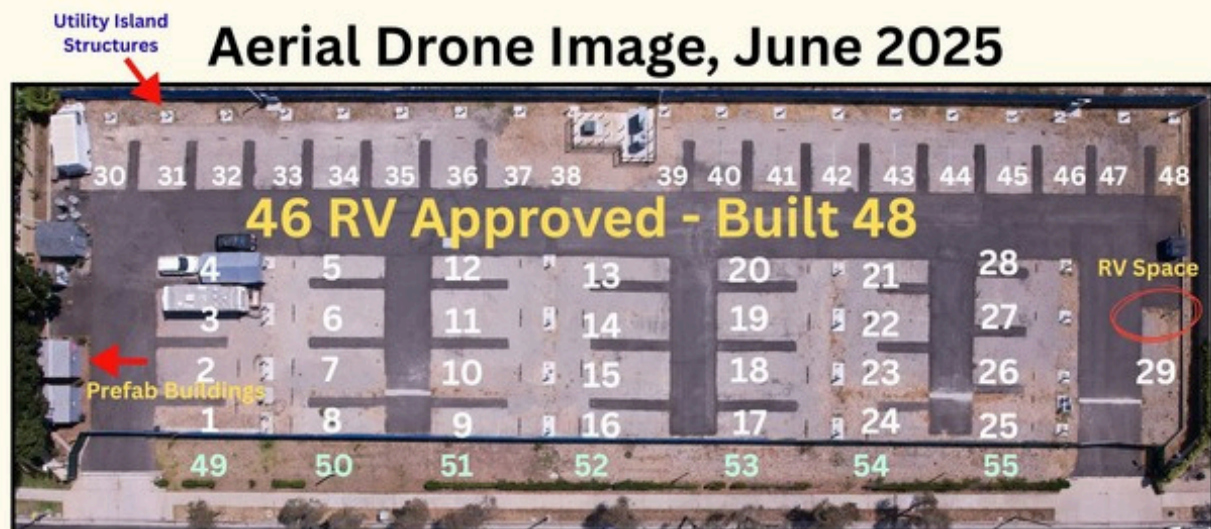 Utility Island
Structures
Aerial Drone Image, June 2025
30 31 32 33 34 35 36 37 38 39 40 41 42 43 44 45 46 47 48
46 RV Approved - Built 48
4 5 12 13 20 21 28
RV Space
3 6 11 14 19 22 27
2 7 10 15 18 23 26 29
Prefab Buildings
1 8 9 16 17 24 25
49 50 51 52 53 54 55